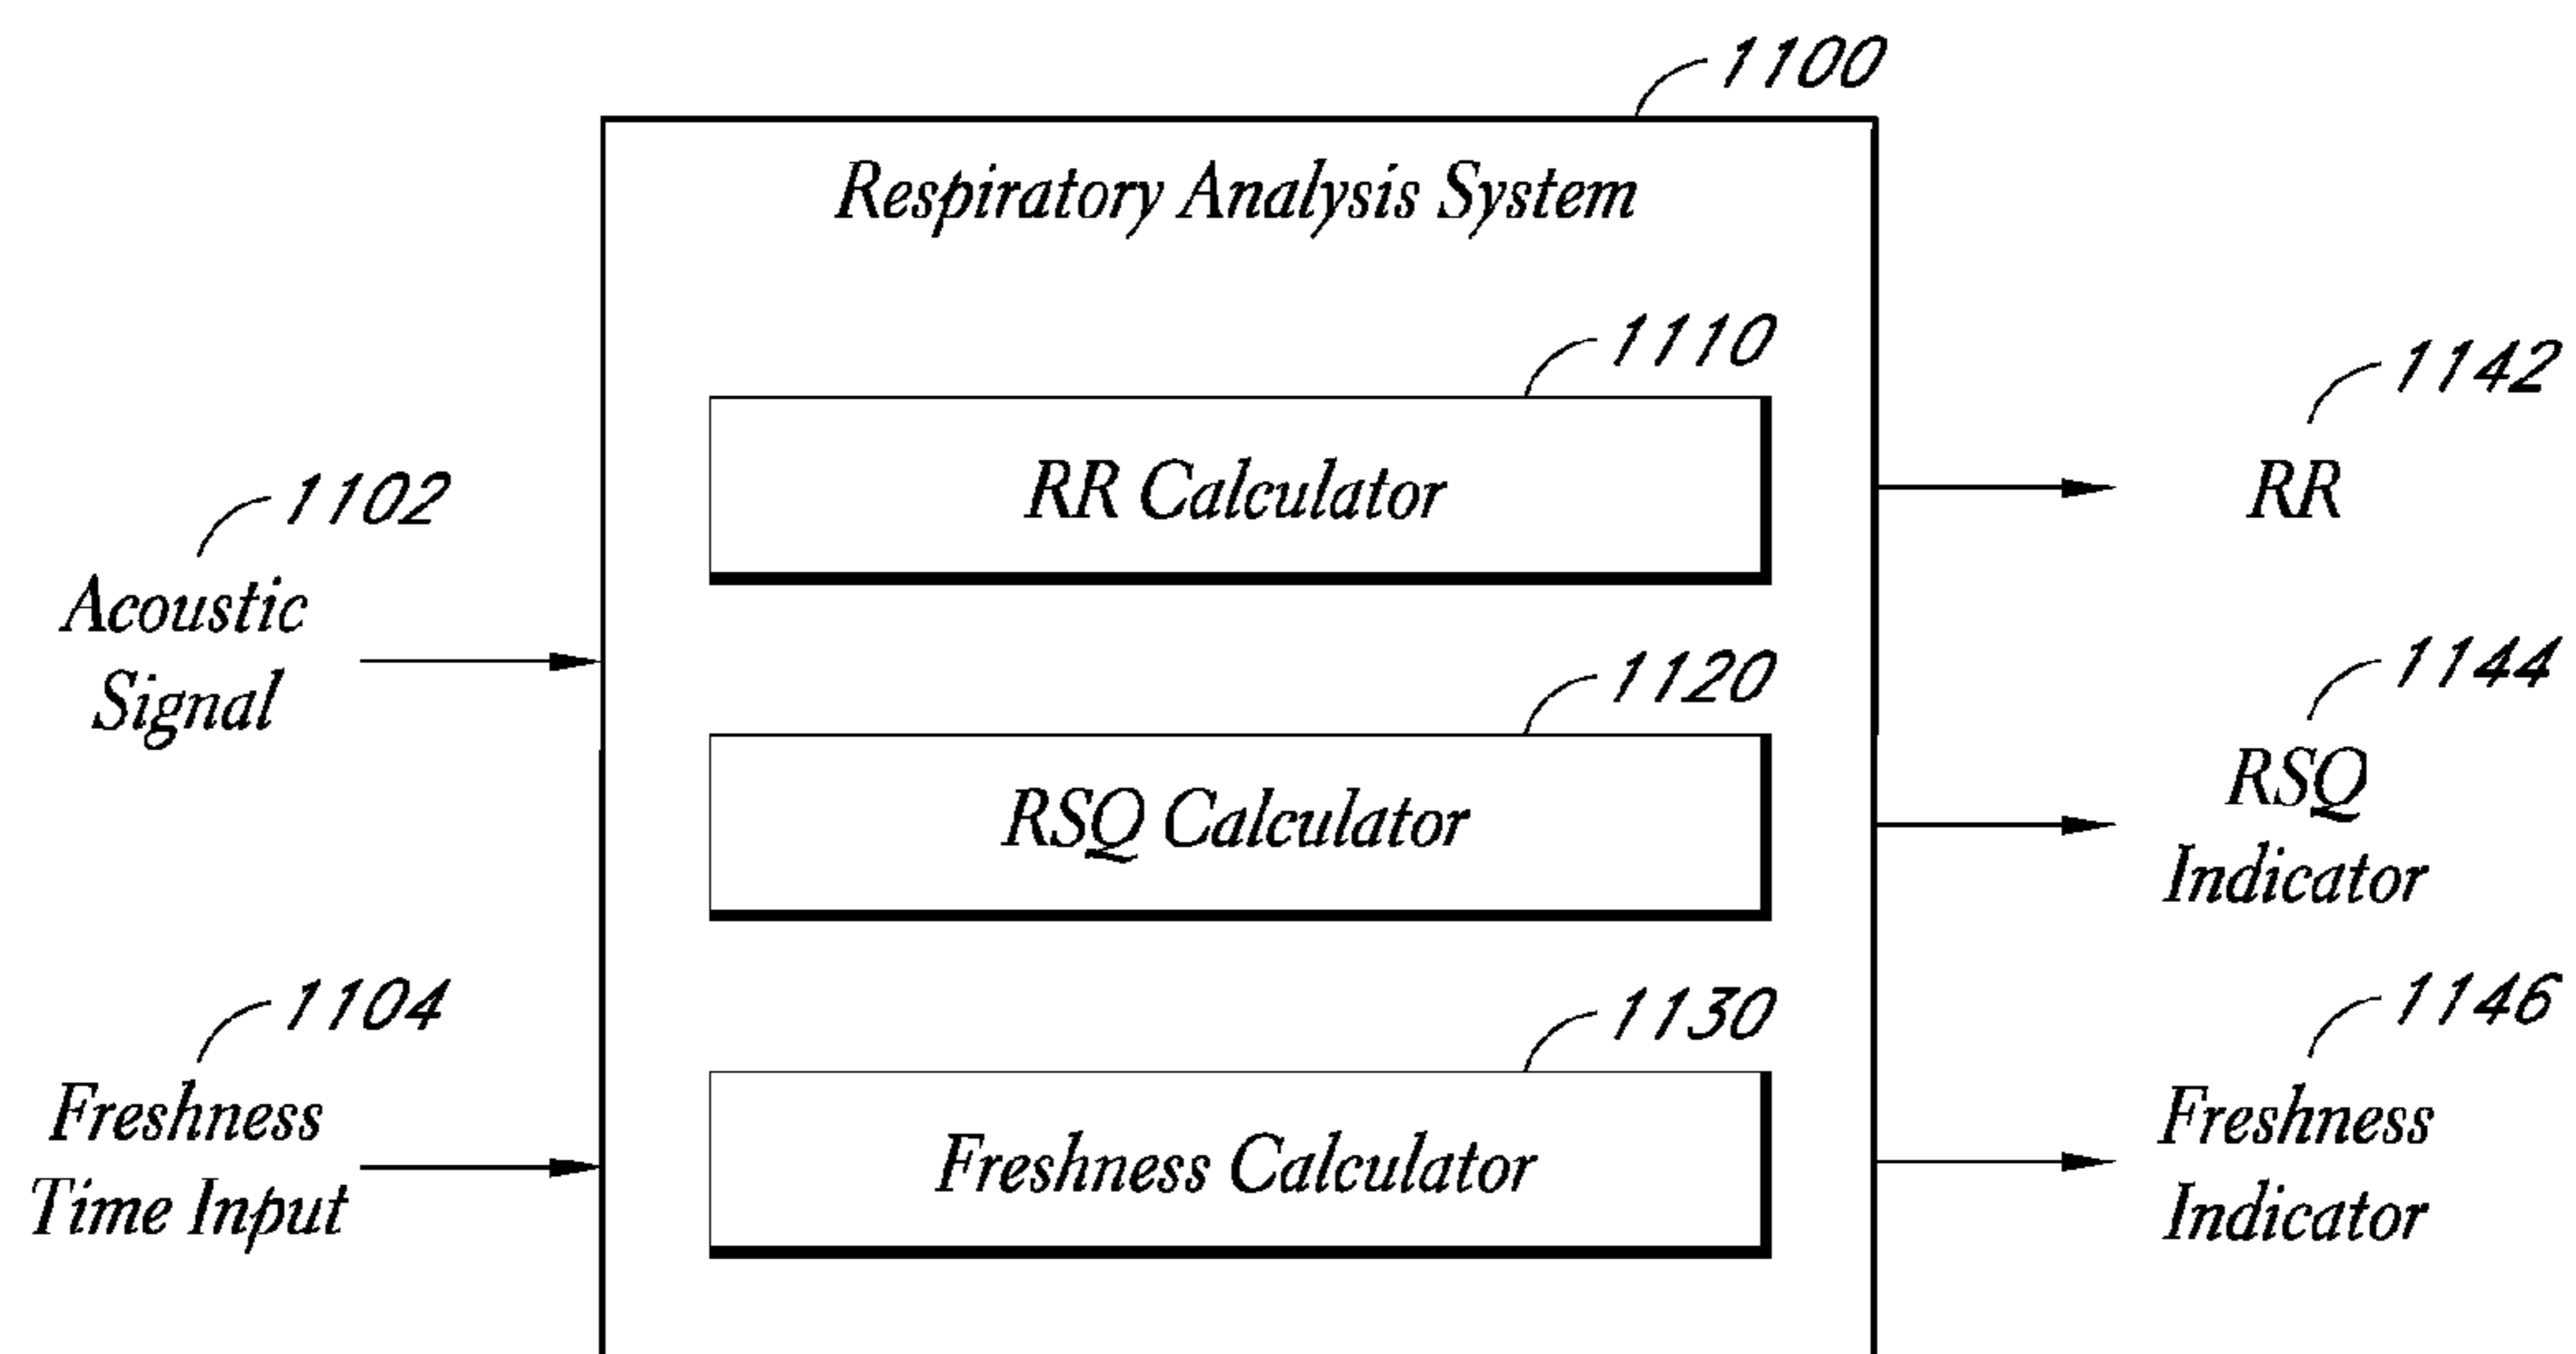 1100
Respiratory Analysis System
1110
RR Calculator
1142
RR
1102
Acoustic
Signal
1120
RSQ Calculator
1144
RSQ
Indicator
1104
Freshness
Time Input
1130
Freshness Calculator
1146
Freshness
Indicator